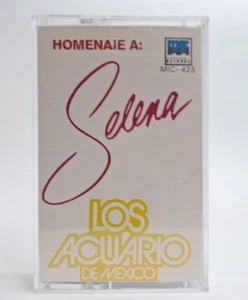 HOMENAJE A:
MIC-423
Selena
LOS
ACUARIO
DE MEXICO